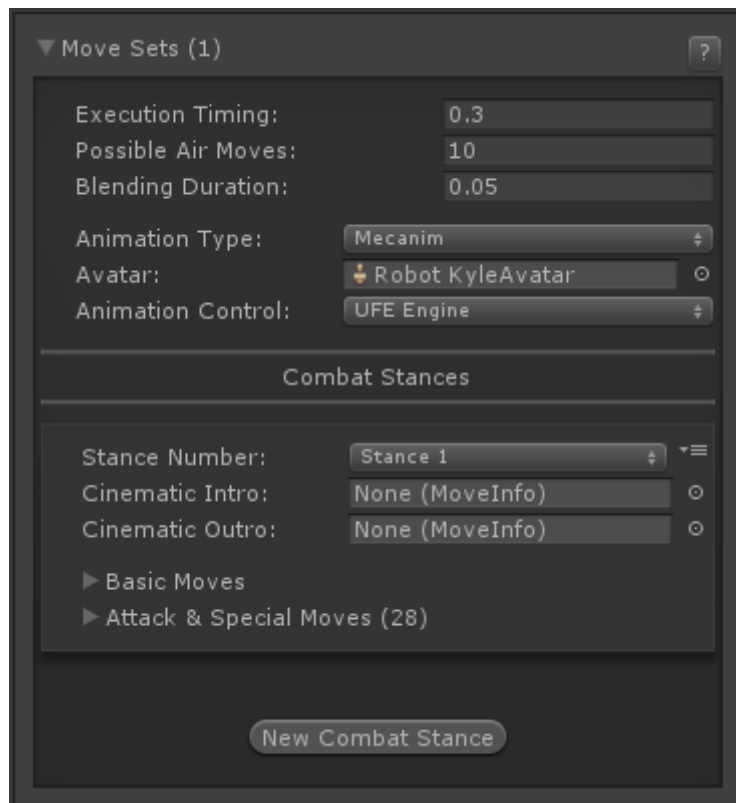 Move Sets (1) ?
Execution Timing: 0.3
Possible Air Moves: 10
Blending Duration: 0.05
Animation Type: Mecanim
Avatar: Robot KyleAvatar
Animation Control: UFE Engine
Combat Stances
Stance Number: Stance 1
Cinematic Intro: None (MoveInfo)
Cinematic Outro: None (MoveInfo)
Basic Moves
Attack & Special Moves (28)
New Combat Stance